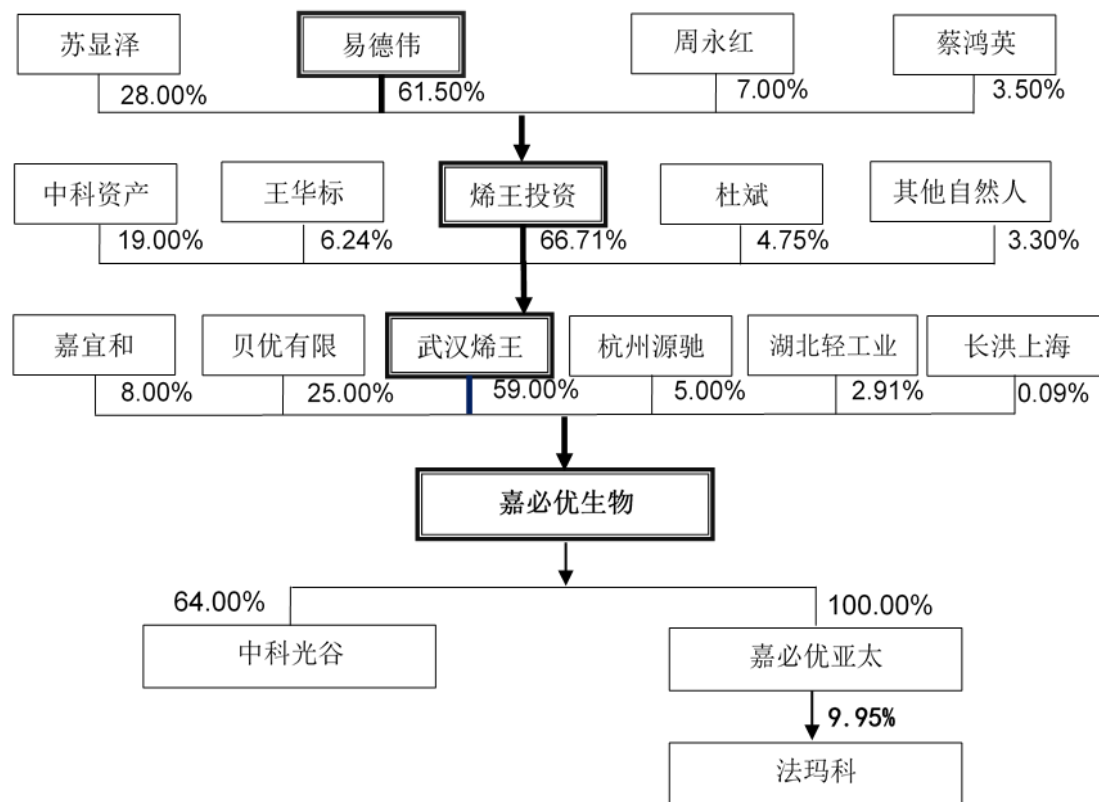 苏显泽 易德伟 周永红 蔡鸿英
28.00% 61.50% 7.00% 3.50%
中科资产 王华标 烯王投资 杜斌 其他自然人
19.00% 6.24% 66.71% 4.75% 3.30%
嘉宜和 贝优有限 武汉烯王 杭州源驰 湖北轻工业 长洪上海
8.00% 25.00% 59.00% 5.00% 2.91% 0.09%
嘉必优生物
64.00% 100.00%
中科光谷 嘉必优亚太
9.95%
法玛科